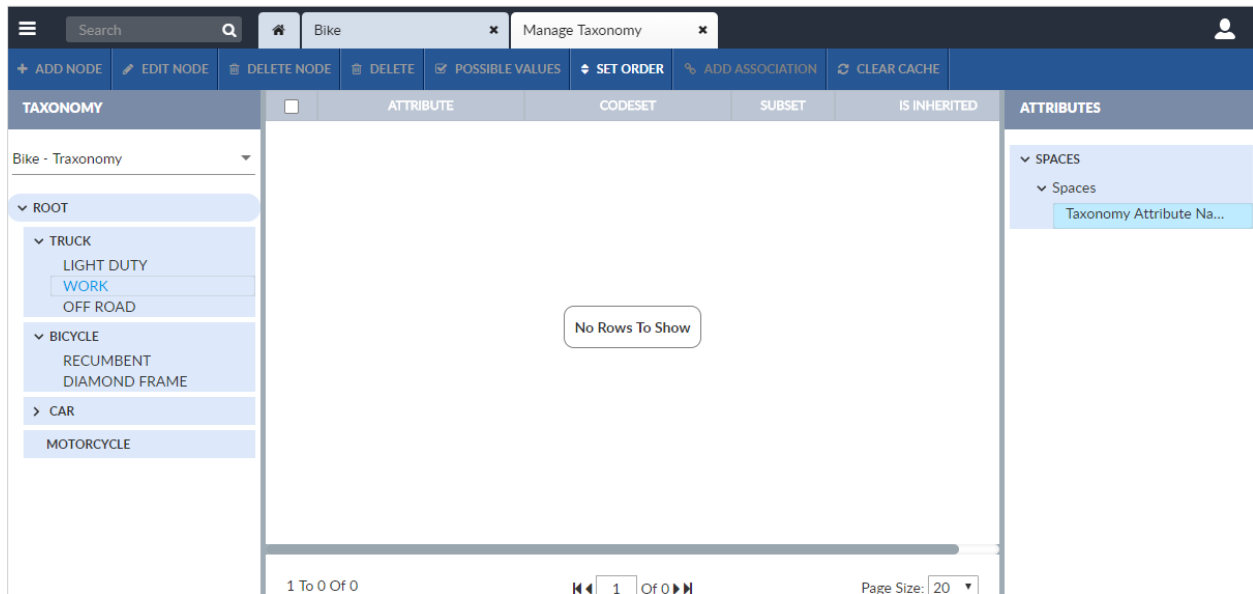 Search
Bike
Manage Taxonomy
ADD NODE EDIT NODE DELETE NODE DELETE POSSIBLE VALUES SET ORDER ADD ASSOCIATION CLEAR CACHE
TAXONOMY
Bike - Traxonomy
ROOT
TRUCK
LIGHT DUTY
WORK
OFF ROAD
BICYCLE
RECUMBENT
DIAMOND FRAME
CAR
MOTORCYCLE
ATTRIBUTE CODESET SUBSET IS INHERITED
No Rows To Show
1 To 0 Of 0
1 Of 0
Page Size: 20
ATTRIBUTES
SPACES
Spaces
Taxonomy Attribute Na...